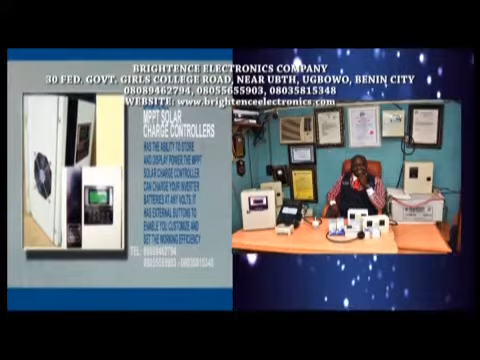 BRIGHTENCE ELECTRONICS COMPANY
30 FED. GOVT. GIRLS COLLEGE ROAD, NEAR UBTH, UGBOWO, BENIN CITY
08089462794, 08055655903, 08035815348
WEBSITE: www.brightenceelectronics.com
MPPT SOLAR
CHARGE CONTROLLERS
HAS THE ABILITY TO STORE
AND DISPLAY POWER.THE MPPT
SOLAR CHARGE CONTROLLER
CAN CHARGE YOUR INVERTER
BATTERIES AT ANY VOLTS. IT
HAS EXTERNAL BUTTONS TO
ENABLE YOU CUSTOMIZE AND
SET THE WORKING EFFICIENCY
TEL: